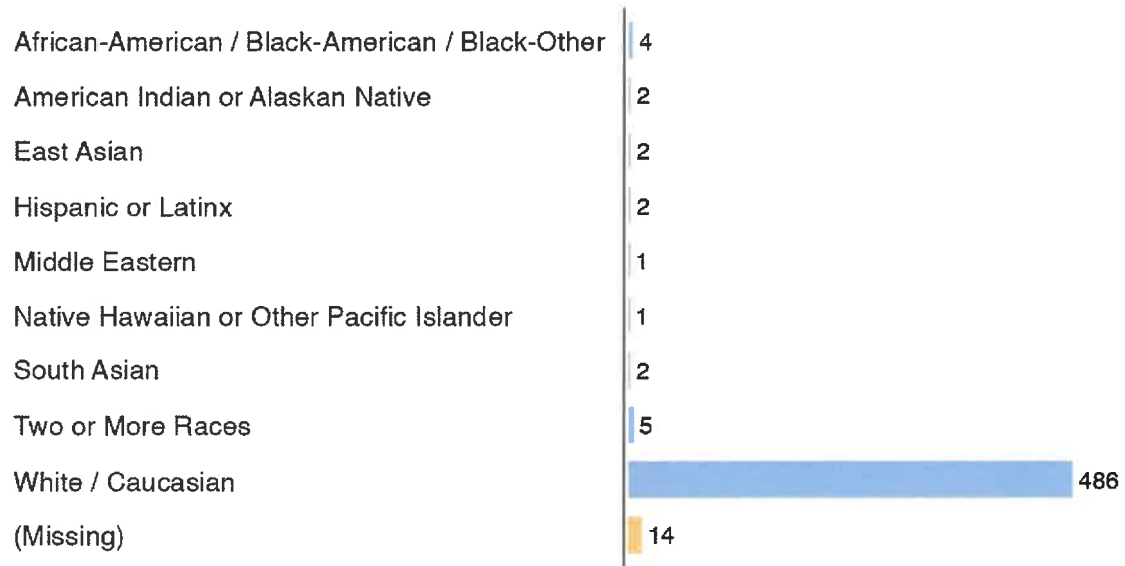 African-American / Black-American / Black-Other 4
American Indian or Alaskan Native 2
East Asian 2
Hispanic or Latinx 2
Middle Eastern 1
Native Hawaiian or Other Pacific Islander 1
South Asian 2
Two or More Races 5
White / Caucasian 486
(Missing) 14